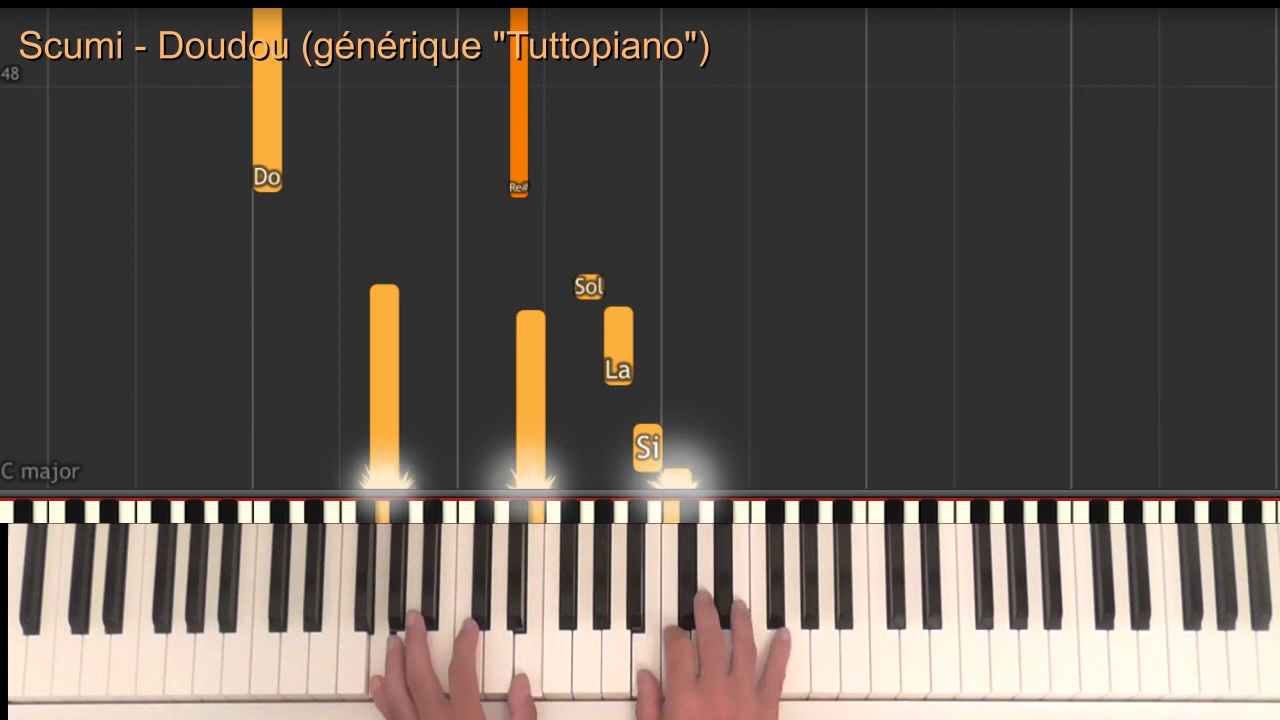 Scumi - Doudou (générique "Tuttopiano")
48
Do
Re#
Sol
La
Si
C major